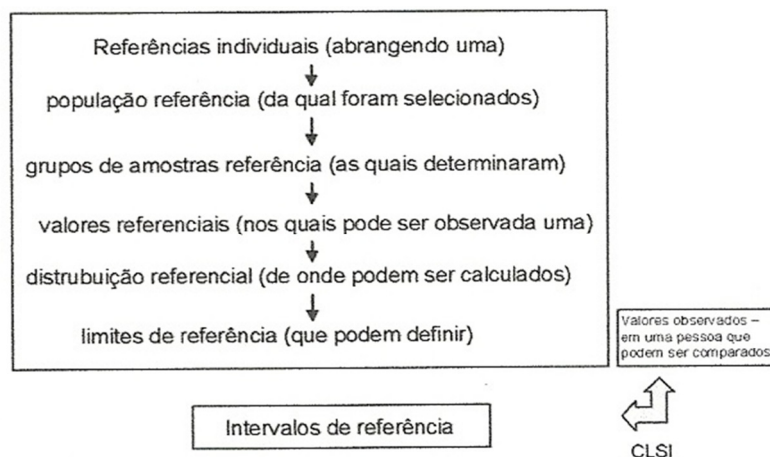 Referências individuais (abrangendo uma)
população referência (da qual foram selecionados)
grupos de amostras referência (as quais determinaram)
valores referenciais (nos quais pode ser observada uma)
distrubuição referencial (de onde podem ser calculados)
limites de referência (que podem definir)
Valores observados –
em uma pessoa que
podem ser comparados
Intervalos de referência
CLSI